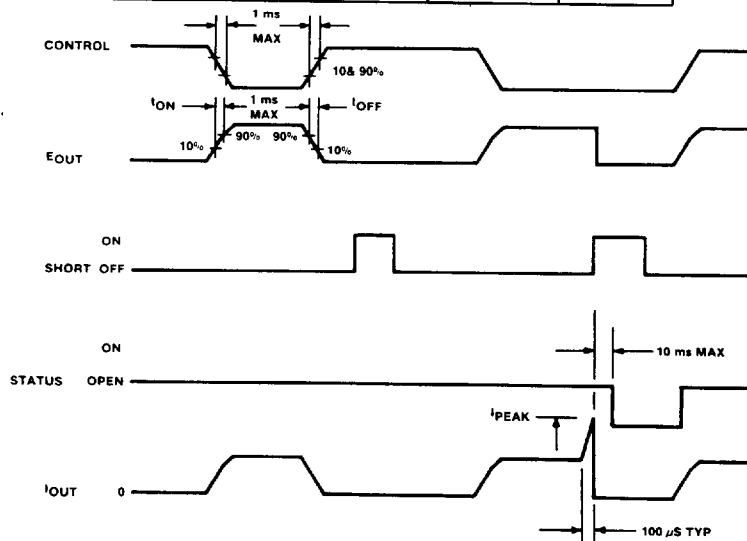 1 ms
MAX
CONTROL
10& 90%
tON
1 ms
MAX
tOFF
10%
90%
90%
10%
EOUT
ON
SHORT OFF
ON
10 ms MAX
STATUS OPEN
IPEAK
IOUT 0
100 µS TYP